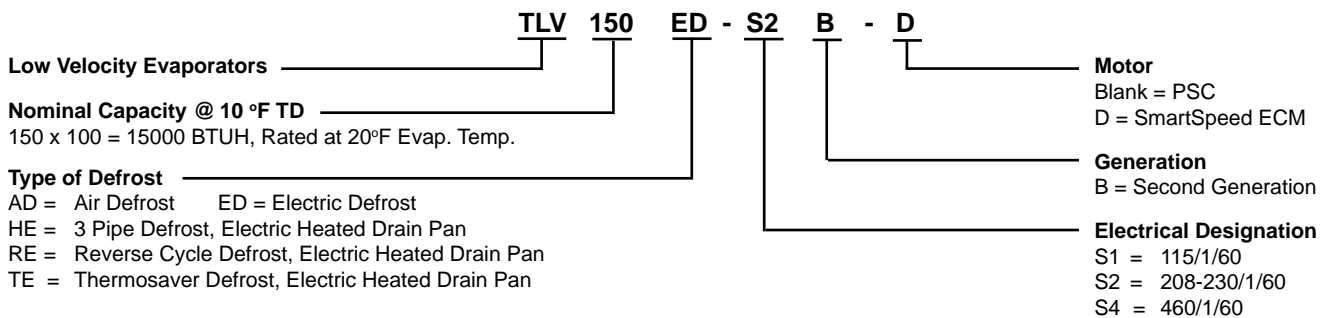 TLV 150 ED - S2 B - D
Low Velocity Evaporators
Nominal Capacity @ 10 °F TD
150 x 100 = 15000 BTUH, Rated at 20°F Evap. Temp.
Type of Defrost
AD = Air Defrost ED = Electric Defrost
HE = 3 Pipe Defrost, Electric Heated Drain Pan
RE = Reverse Cycle Defrost, Electric Heated Drain Pan
TE = Thermosaver Defrost, Electric Heated Drain Pan
Motor
Blank = PSC
D = SmartSpeed ECM
Generation
B = Second Generation
Electrical Designation
S1 = 115/1/60
S2 = 208-230/1/60
S4 = 460/1/60